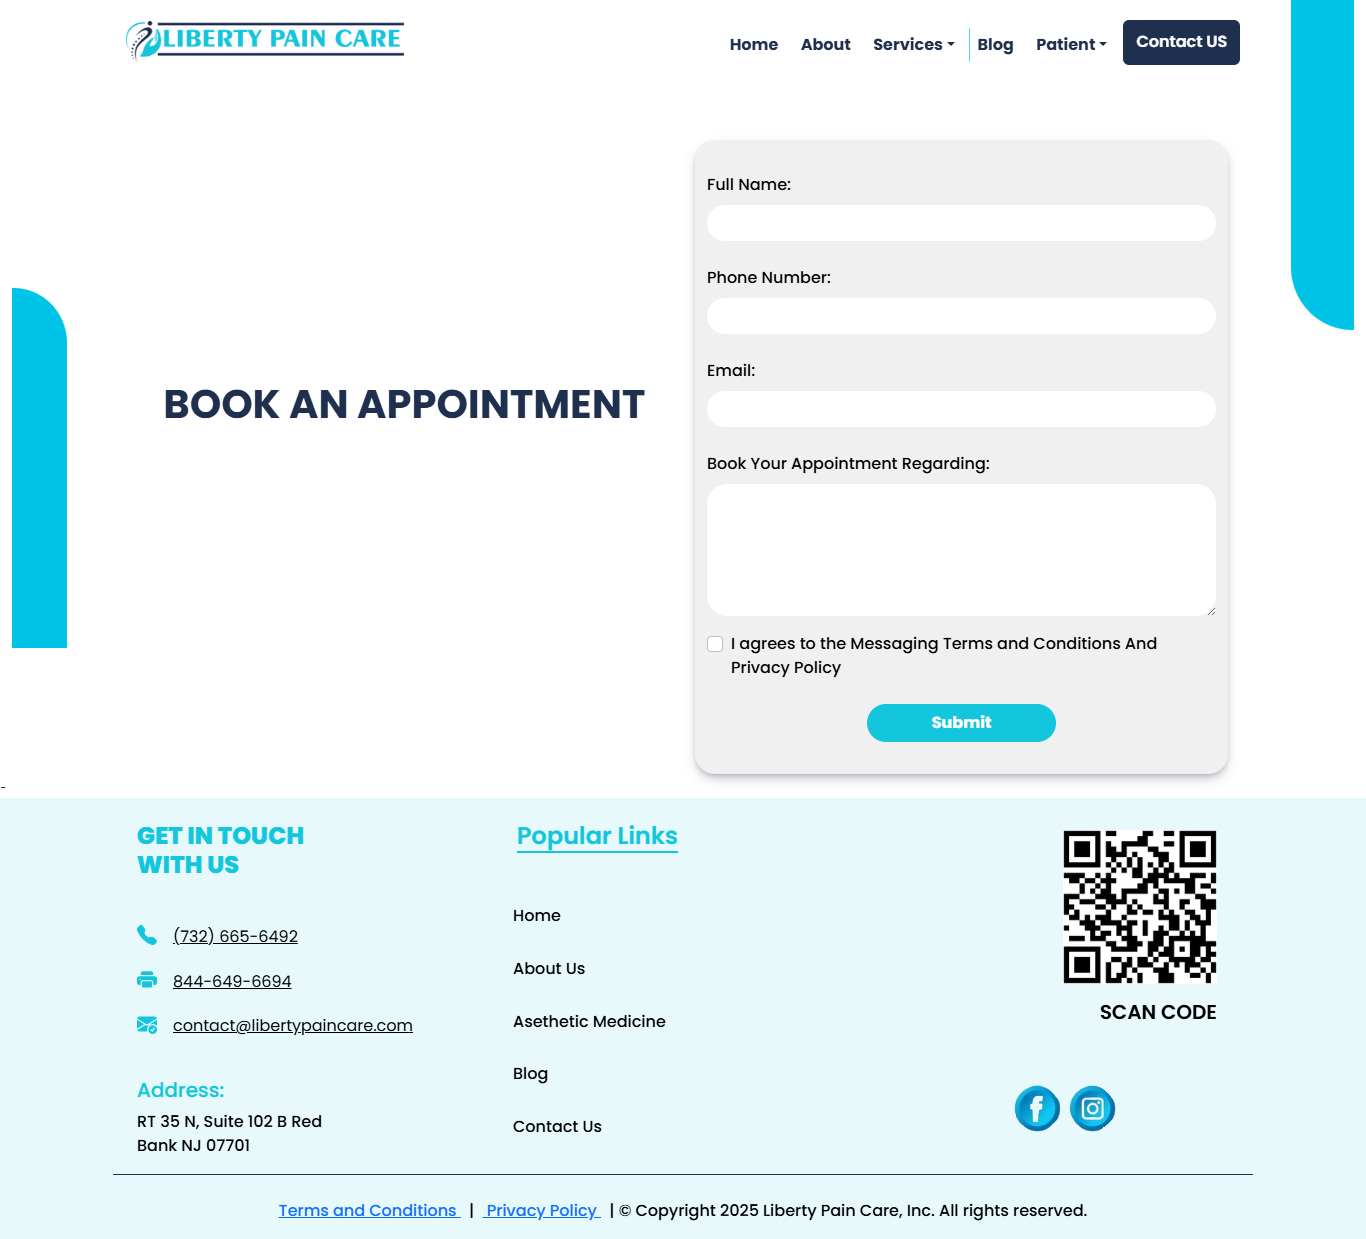 LIBERTY PAIN CARE
Home About Services Blog Patient Contact US
BOOK AN APPOINTMENT
Full Name:
Phone Number:
Email:
Book Your Appointment Regarding:
I agrees to the Messaging Terms and Conditions And
Privacy Policy
Submit
-
GET IN TOUCH
WITH US
(732) 665-6492
844-649-6694
contact@libertypaincare.com
Address:
RT 35 N, Suite 102 B Red
Bank NJ 07701
Popular Links
Home
About Us
Asethetic Medicine
Blog
Contact Us
SCAN CODE
Terms and Conditions | Privacy Policy | © Copyright 2025 Liberty Pain Care, Inc. All rights reserved.